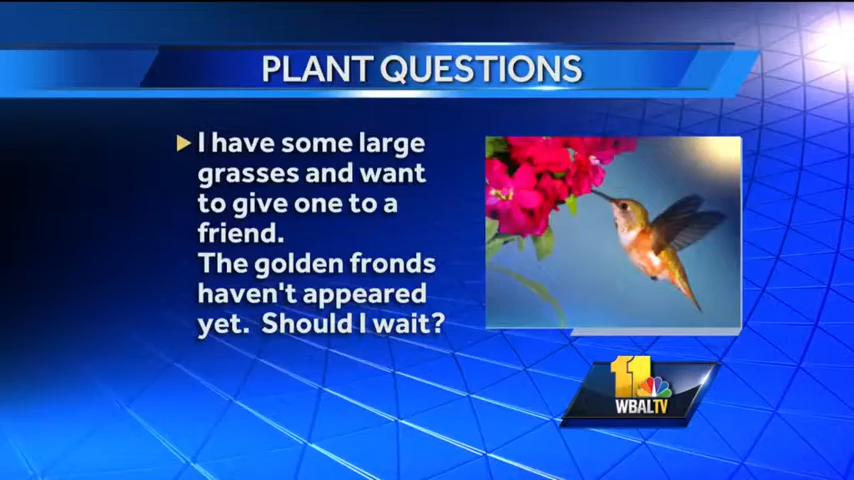 PLANT QUESTIONS
I have some large
grasses and want
to give one to a
friend.
The golden fronds
haven't appeared
yet. Should I wait?
11
WBALTV